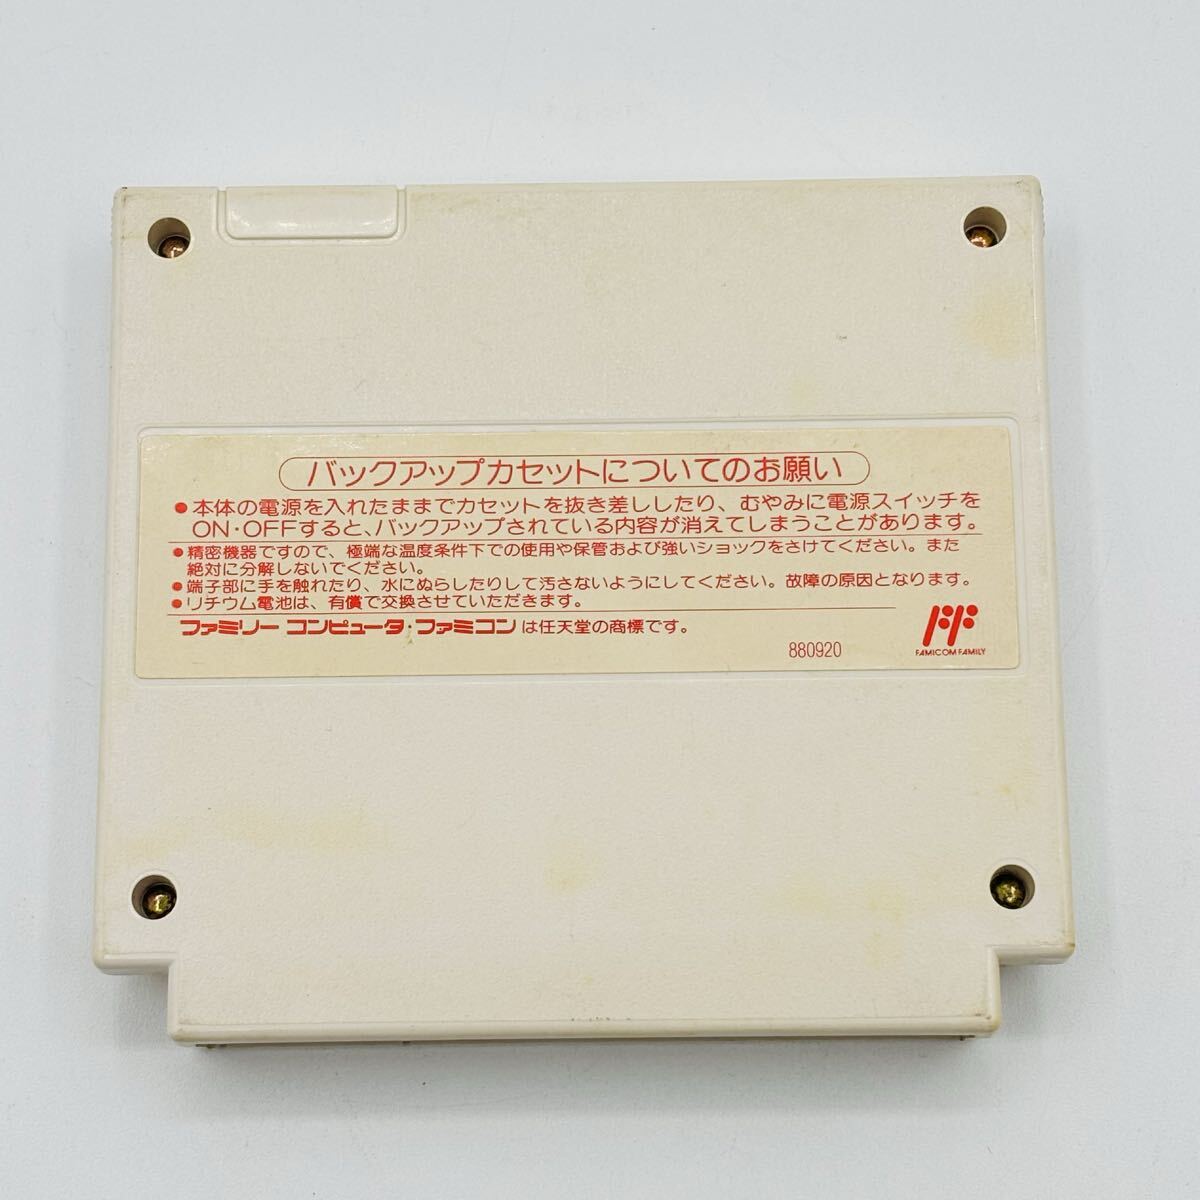 バックアップカセットについてのお願い
●本体の電源を入れたままでカセットを抜き差ししたり、むやみに電源スイッチを
ON・OFFすると、バックアップされている内容が消えてしまうことがあります。
●精密機器ですので、極端な温度条件下での使用や保管および強いショックをさけてください。また
絶対に分解しないでください。
●端子部に手を触れたり、水にぬらしたりして汚さないようにしてください。故障の原因となります。
●リチウム電池は、有償で交換させていただきます。
ファミリー コンピュータ・ファミコンは任天堂の商標です。
880920
FAMICOM FAMILY